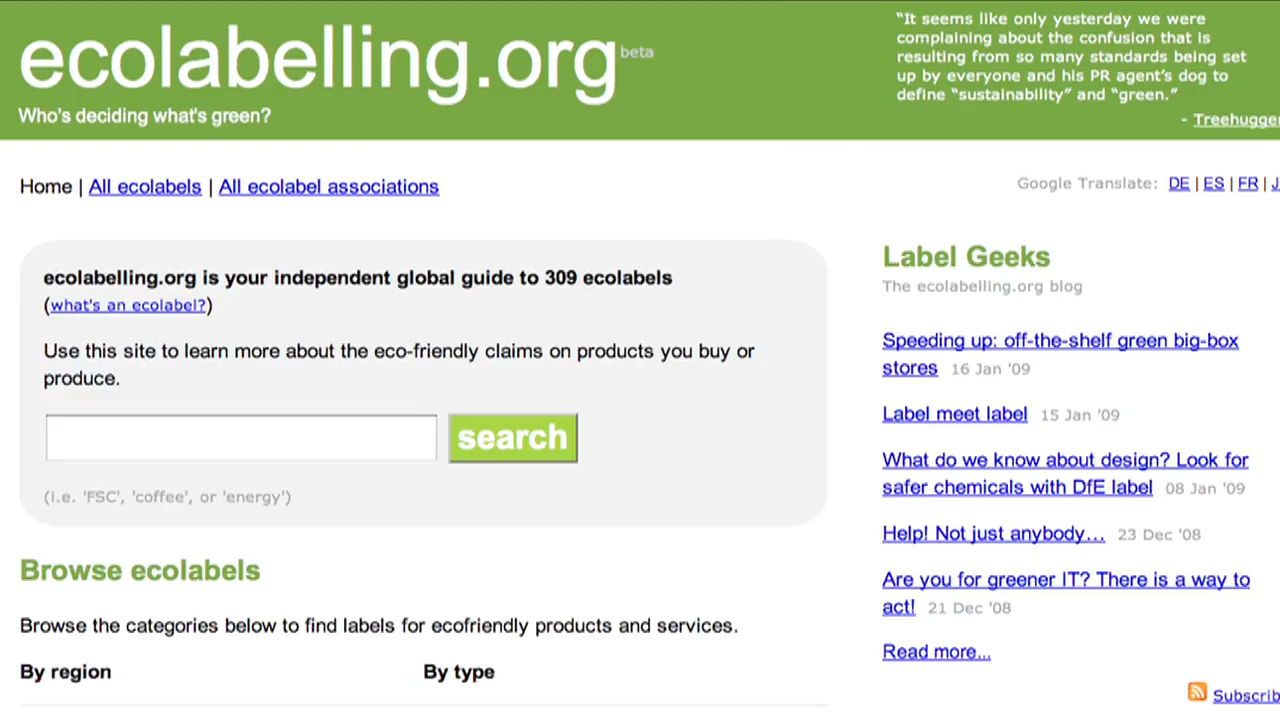 ecolabelling.org beta
Who's deciding what's green?
“It seems like only yesterday we were
complaining about the confusion that is
resulting from so many standards being set
up by everyone and his PR agent’s dog to
define “sustainability” and “green.”
- Treehugger
Home | All ecolabels | All ecolabel associations
Google Translate: DE | ES | FR |
ecolabelling.org is your independent global guide to 309 ecolabels
(what's an ecolabel?)
Use this site to learn more about the eco-friendly claims on products you buy or
produce.
search
(i.e. 'FSC', 'coffee', or 'energy')
Browse ecolabels
Browse the categories below to find labels for ecofriendly products and services.
By region
By type
Label Geeks
The ecolabelling.org blog
Speeding up: off-the-shelf green big-box
stores 16 Jan '09
Label meet label 15 Jan '09
What do we know about design? Look for
safer chemicals with DfE label 08 Jan '09
Help! Not just anybody… 23 Dec '08
Are you for greener IT? There is a way to
act! 21 Dec '08
Read more...
Subscrib